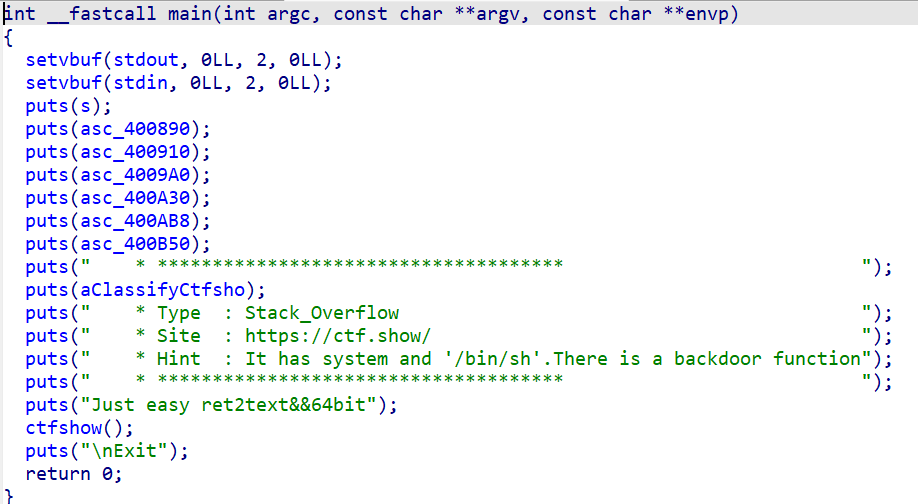 int __fastcall main(int argc, const char **argv, const char **envp)
{
  setvbuf(stdout, 0LL, 2, 0LL);
  setvbuf(stdin, 0LL, 2, 0LL);
  puts(s);
  puts(asc_400890);
  puts(asc_400910);
  puts(asc_4009A0);
  puts(asc_400A30);
  puts(asc_400AB8);
  puts(asc_400B50);
  puts("    * *************************************                           ");
  puts(aClassifyCtfsho);
  puts("    * Type  : Stack_Overflow                                          ");
  puts("    * Site  : https://ctf.show/                                       ");
  puts("    * Hint  : It has system and '/bin/sh'.There is a backdoor function");
  puts("    * *************************************                           ");
  puts("Just easy ret2text&&64bit");
  ctfshow();
  puts("\nExit");
  return 0;
}